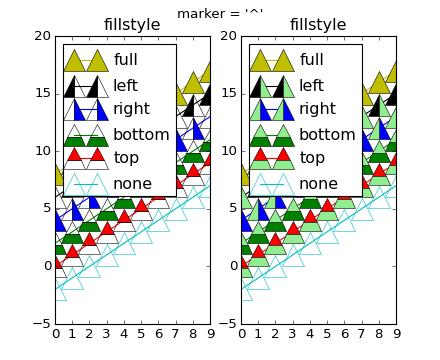 marker = '^'
fillstyle
fillstyle
20
15
10
5
0
−5
full
left
right
bottom
top
none
0 1 2 3 4 5 6 7 8 9
20
15
10
5
0
−5
full
left
right
bottom
top
none
0 1 2 3 4 5 6 7 8 9